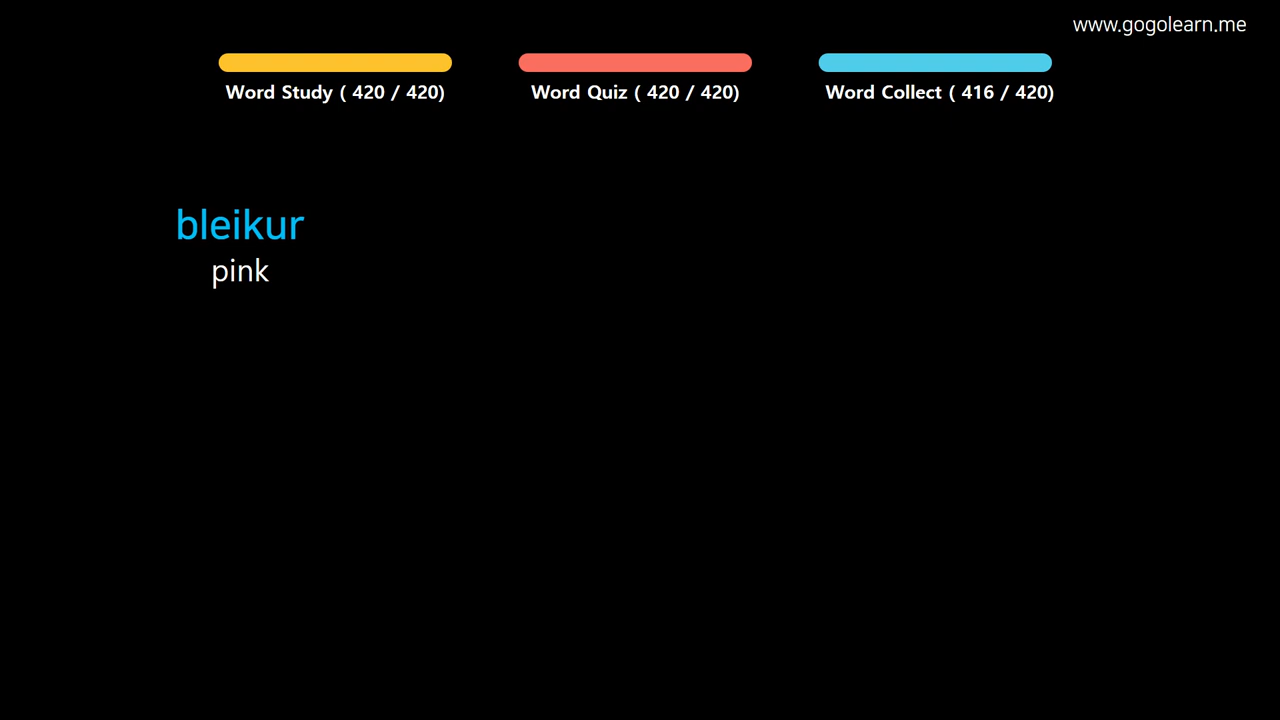 www.gogolearn.me
Word Study ( 420 / 420)
Word Quiz ( 420 / 420)
Word Collect ( 416 / 420)
bleikur
pink